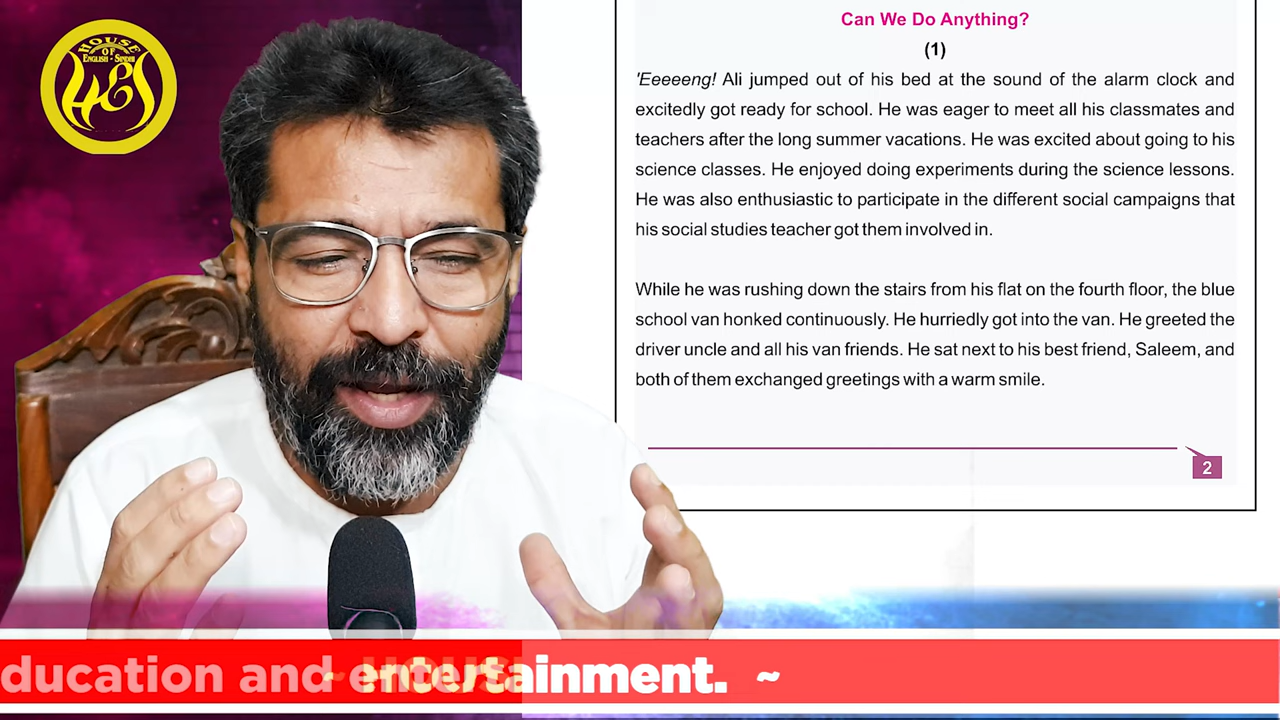 HOUSE
OF
English - Sindhi
Can We Do Anything?
(1)
'Eeeeeng! Ali jumped out of his bed at the sound of the alarm clock and
excitedly got ready for school. He was eager to meet all his classmates and
teachers after the long summer vacations. He was excited about going to his
science classes. He enjoyed doing experiments during the science lessons.
He was also enthusiastic to participate in the different social campaigns that
his social studies teacher got them involved in.
While he was rushing down the stairs from his flat on the fourth floor, the blue
school van honked continuously. He hurriedly got into the van. He greeted the
driver uncle and all his van friends. He sat next to his best friend, Saleem, and
both of them exchanged greetings with a warm smile.
2
ducation and entertainment. ~